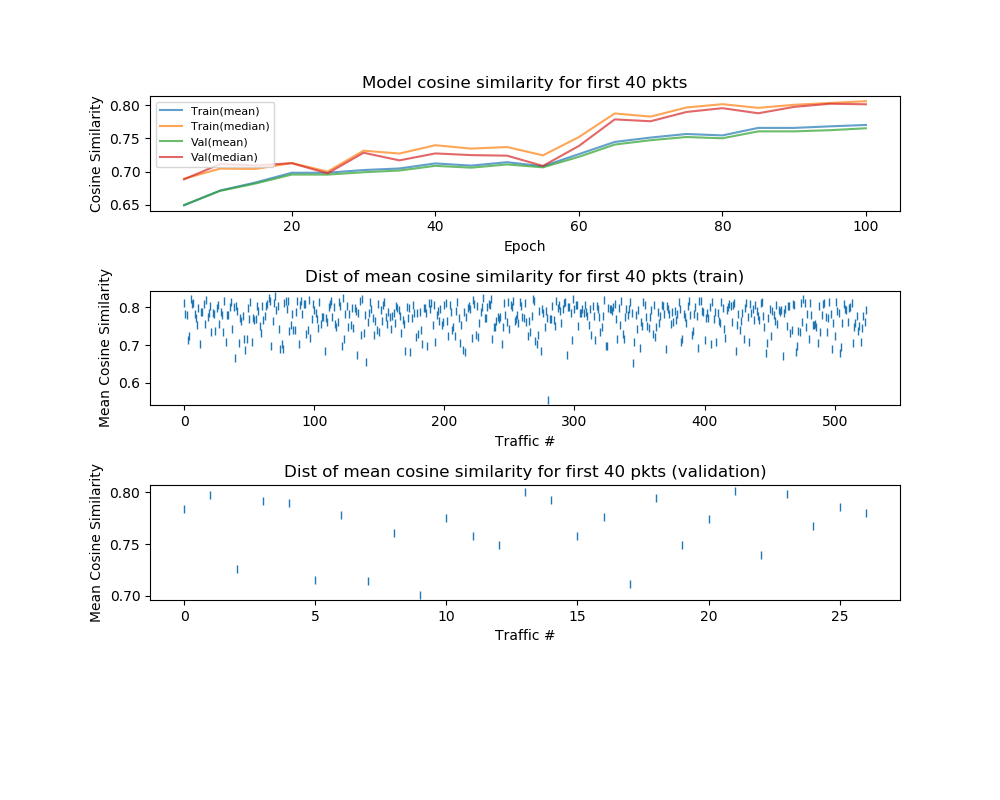 Model cosine similarity for first 40 pkts
Cosine Similarity
0.80
0.75
0.70
0.65
Train(mean)
Train(median)
Val(mean)
Val(median)
20 40 60 80 100
Epoch
Dist of mean cosine similarity for first 40 pkts (train)
Mean Cosine Similarity
0.8
0.7
0.6
0 100 200 300 400 500
Traffic #
Dist of mean cosine similarity for first 40 pkts (validation)
Mean Cosine Similarity
0.80
0.75
0.70
0 5 10 15 20 25
Traffic #